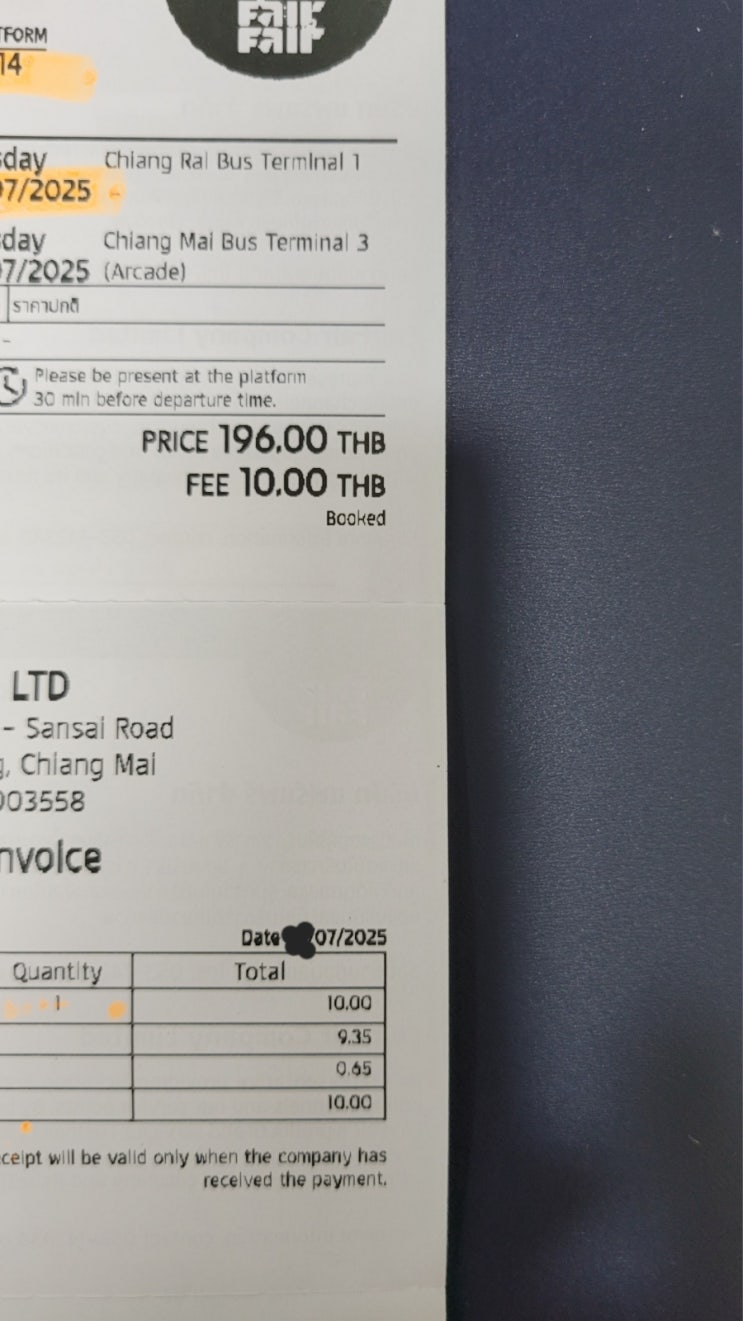 Fair
Fair
TFORM
14
sday Chiang Rai Bus Terminal 1
07/2025
sday Chiang Mai Bus Terminal 3
07/2025 (Arcade)
ราคาปกติ
-
Please be present at the platform
30 min before departure time.
PRICE 196.00 THB
FEE 10.00 THB
Booked
LTD
- Sansai Road
g, Chiang Mai
003558
nvoice
Date 07/2025
Quantity Total
1 10.00
9.35
0.65
10.00
ceipt will be valid only when the company has
received the payment.